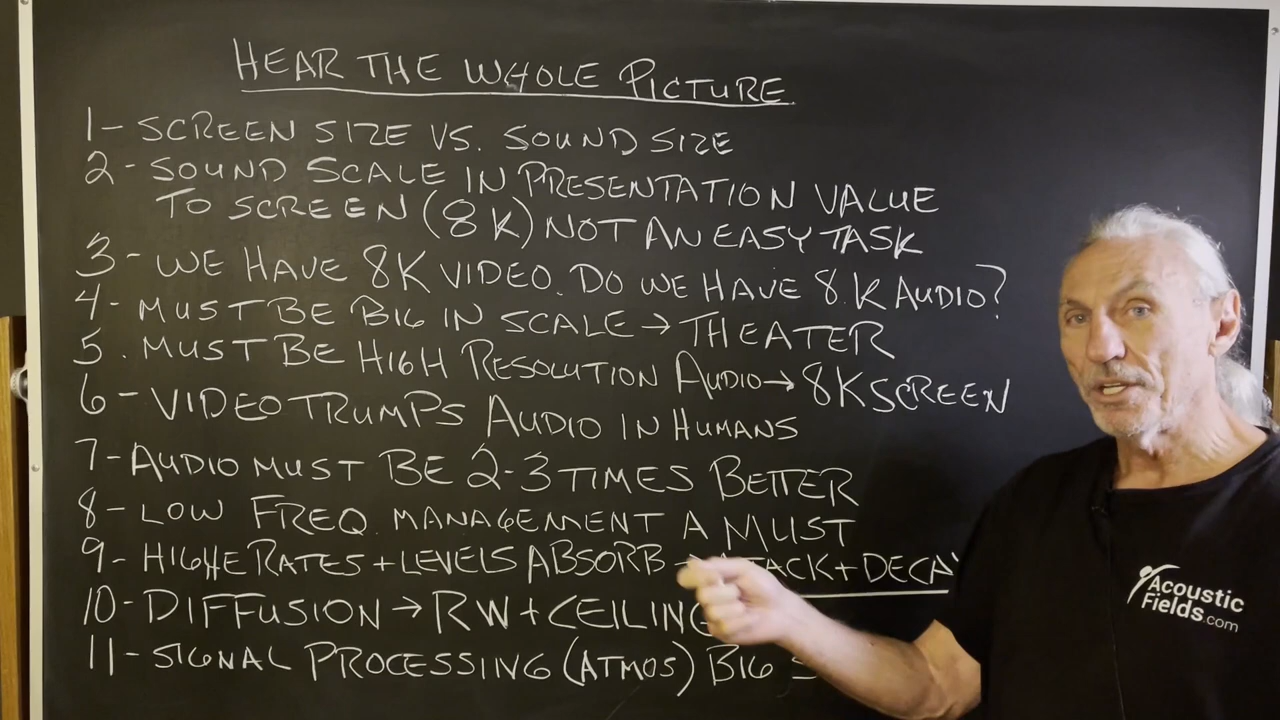 HEAR THE WHOLE PICTURE
1- SCREEN SIZE VS. SOUND SIZE
2- SOUND SCALE IN PRESENTATION VALUE
TO SCREEN (8K) NOT AN EASY TASK
3- WE HAVE 8K VIDEO. DO WE HAVE 8K AUDIO?
4- MUST BE BIG IN SCALE → THEATER
5. MUST BE HIGH RESOLUTION AUDIO → 8K SCREEN
6- VIDEO TRUMPS AUDIO IN HUMANS
7- AUDIO MUST BE 2-3 TIMES BETTER
8- LOW FREQ. MANAGEMENT A MUST
9- RATES + LEVELS ABSORB
10- DIFFUSION → RW + CEILING
11- SIGNAL PROCESSING (ATMOS) BIG
Acoustic
Fields.com